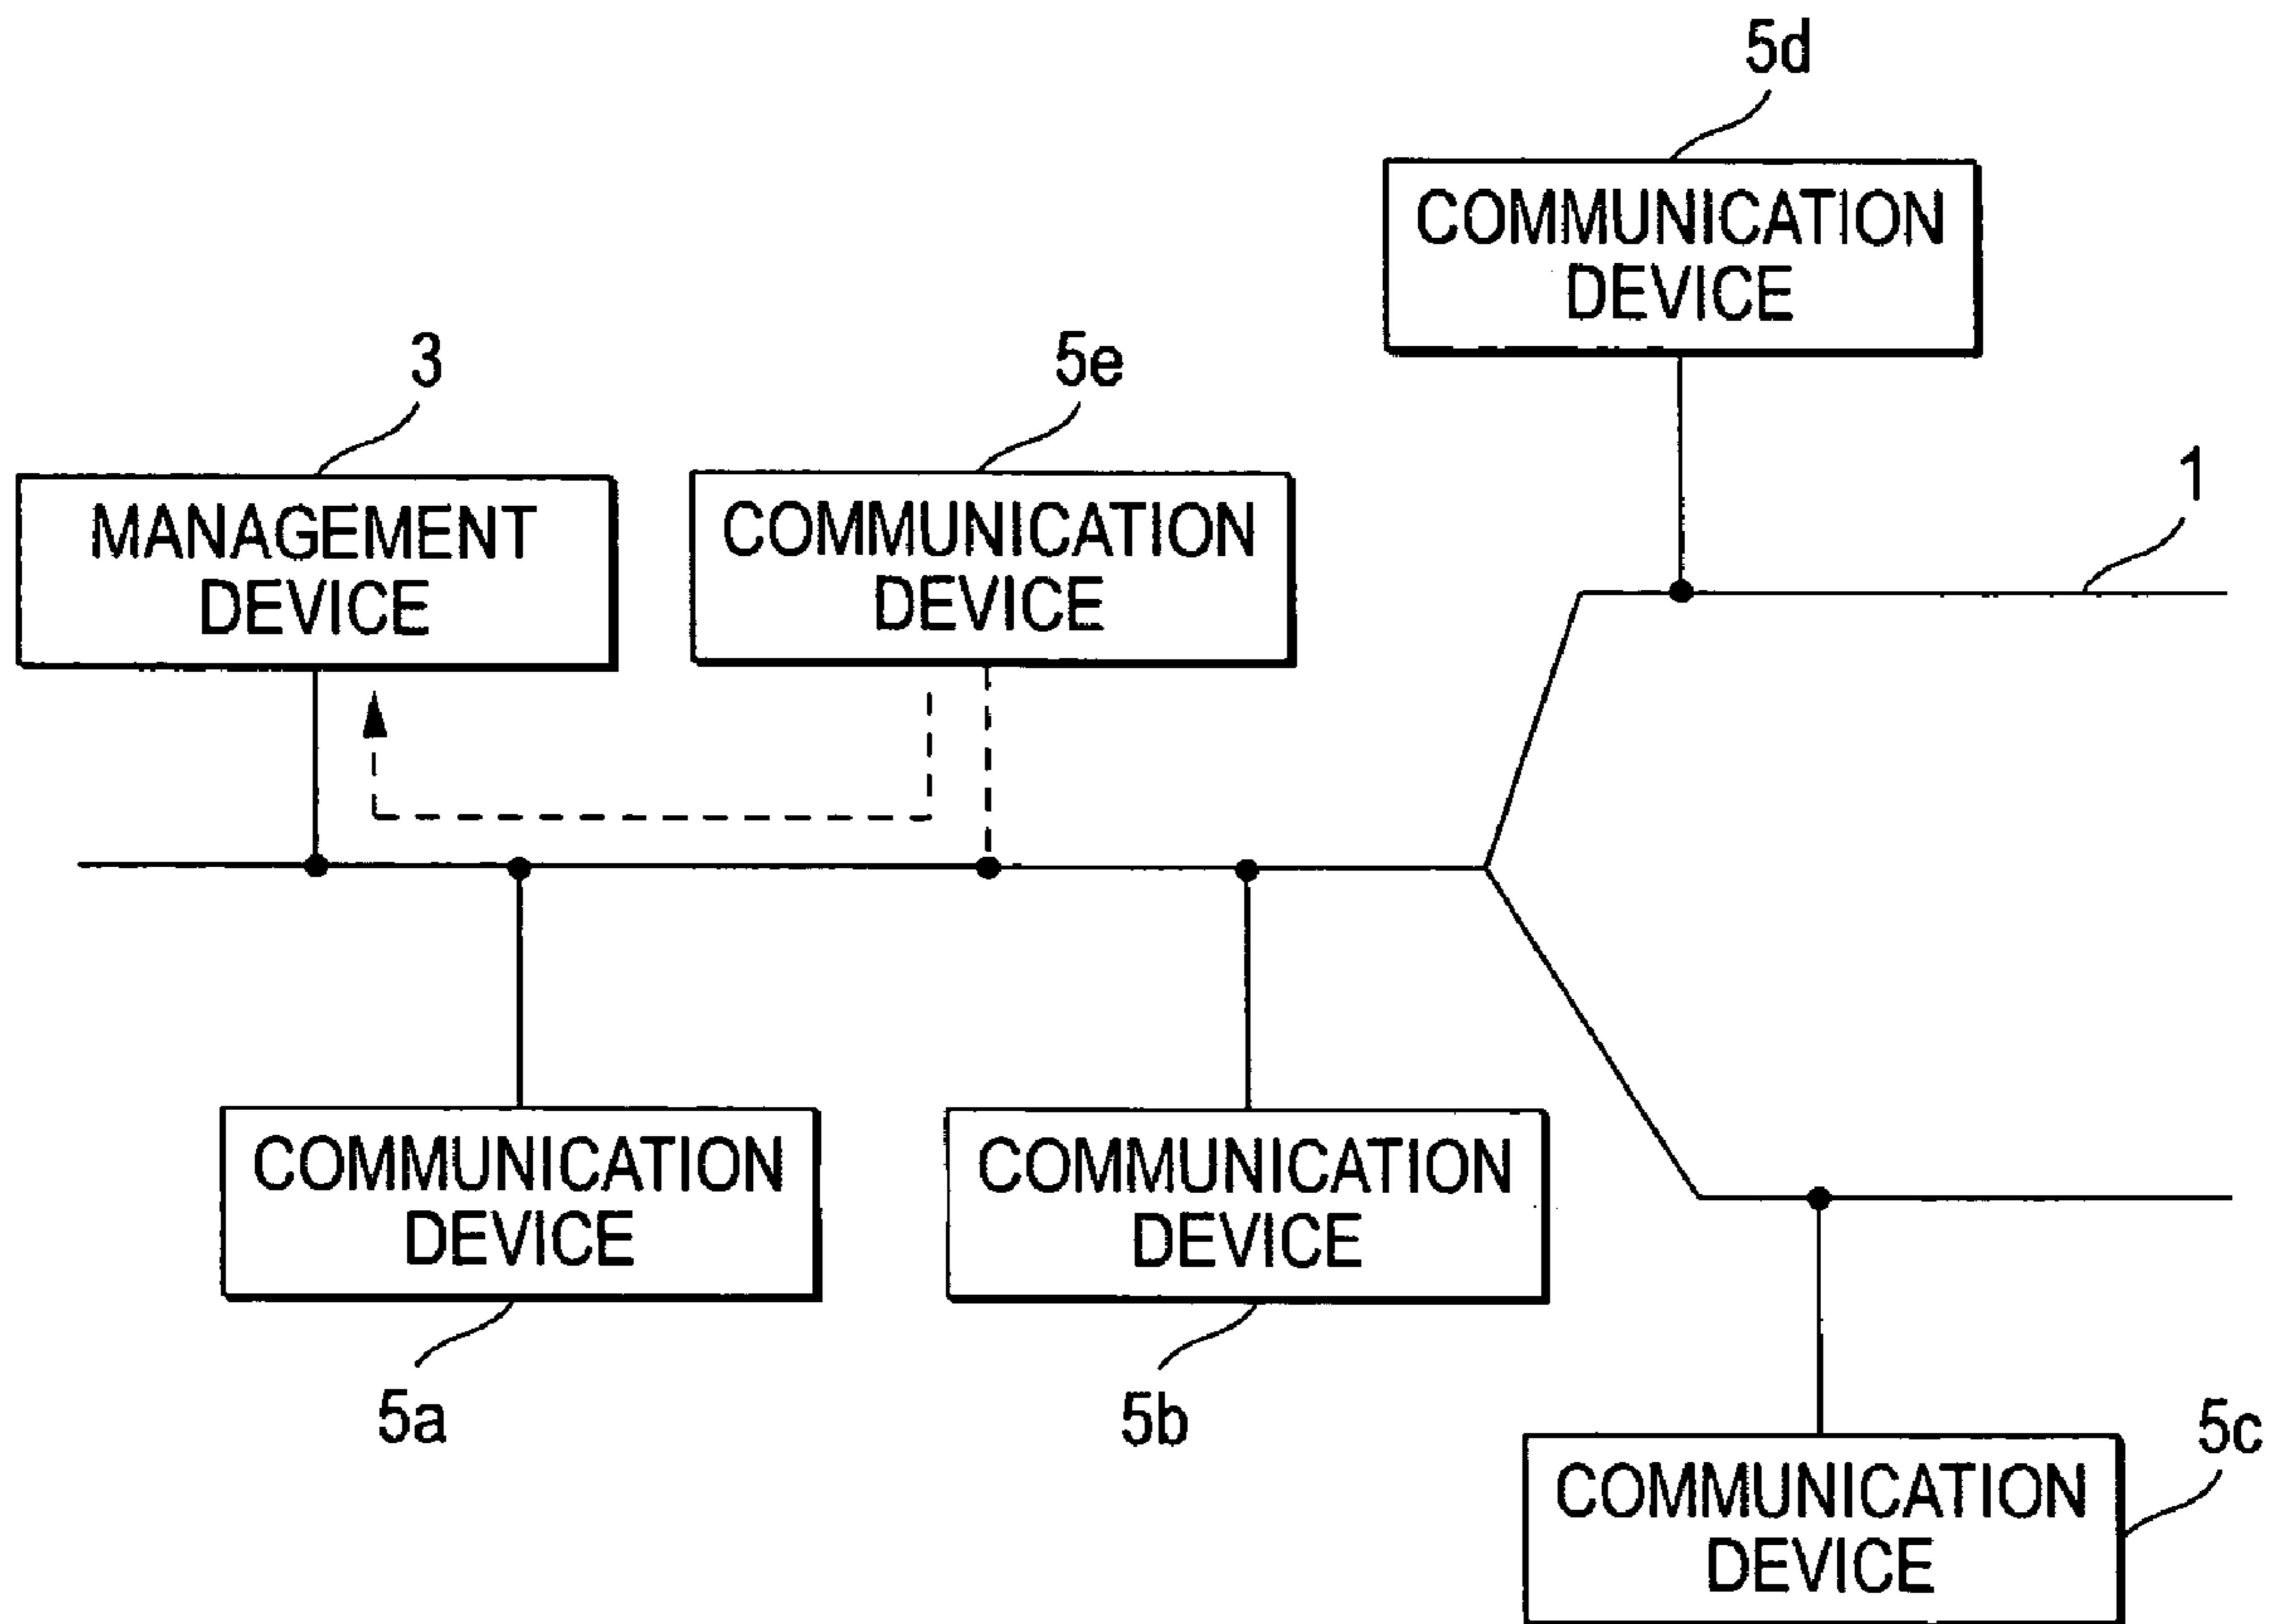 5d
COMMUNICATION
DEVICE
3
5e
1
MANAGEMENT
DEVICE
COMMUNICATION
DEVICE
COMMUNICATION
DEVICE
COMMUNICATION
DEVICE
5a
5b
5c
COMMUNICATION
DEVICE